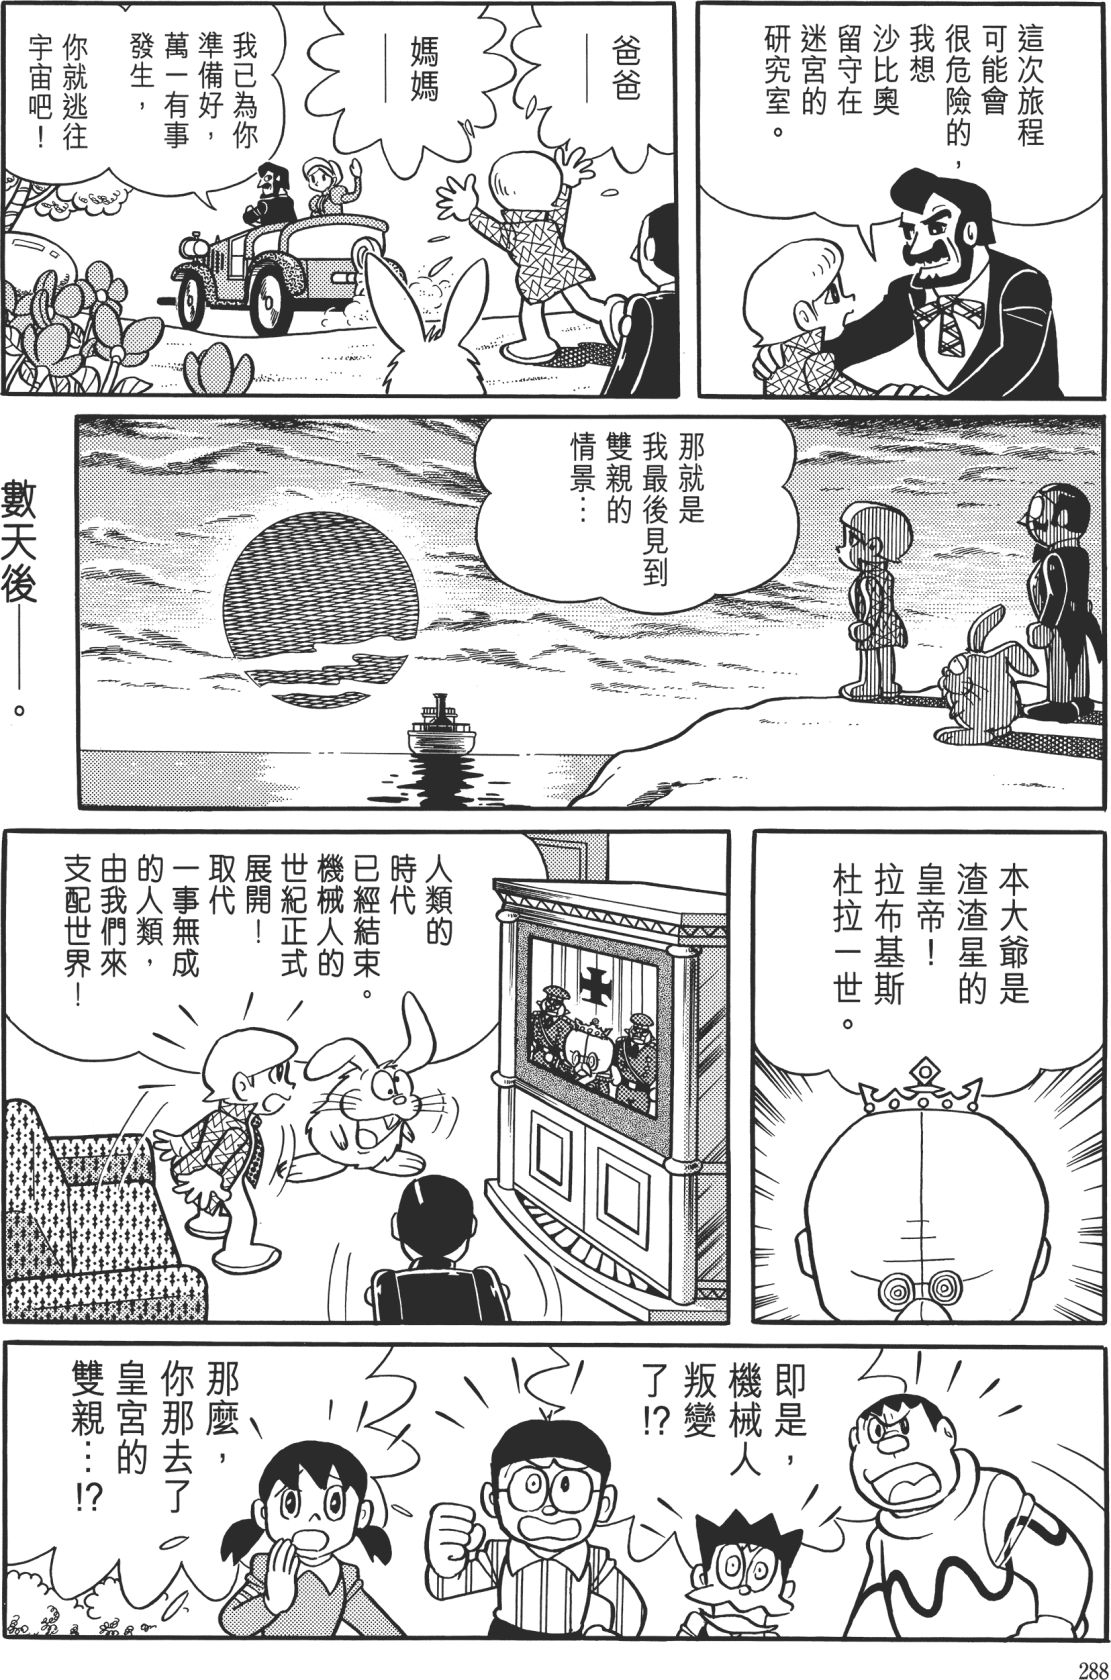 這次旅程
可能會
很危險的，
我想
沙比奧
留守在
迷宮的
研究室。
爸爸
——
媽媽
——
我已為你
準備好，
萬一有事
發生，
你就逃往
宇宙吧！
那就是
我最後見到
雙親的
情景…
數天後——。
本大爺是
渣渣星的
皇帝！
拉布基斯
杜拉一世。
人類的
時代
已經結束。
機械人的
世紀正式
展開！
取代
一事無成
的人類，
由我們來
支配世界！
即是，
機械人
叛變
了!?
那麼，
你那去了
皇宮的
雙親…!?
288